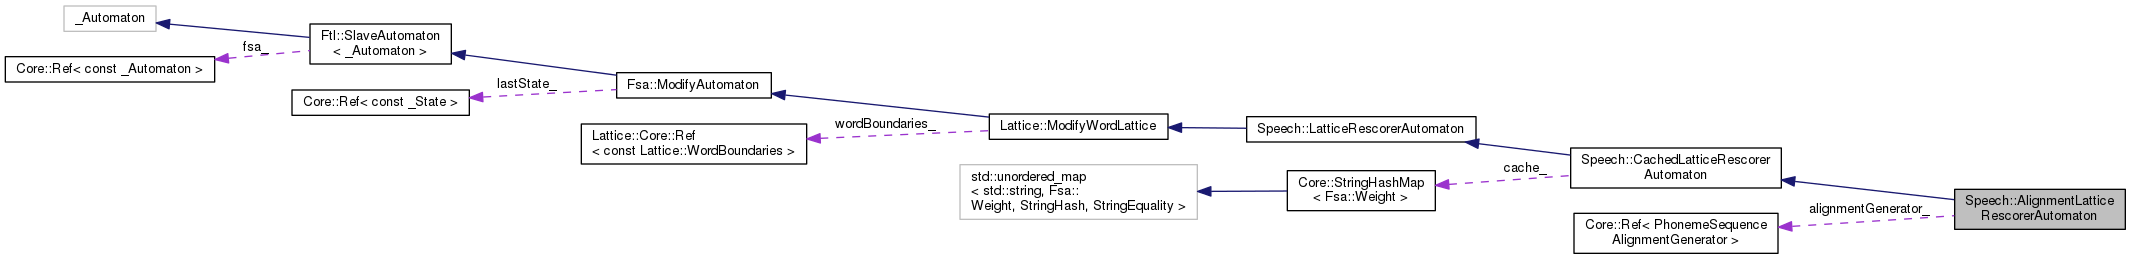 _Automaton
Ftl::SlaveAutomaton
< _Automaton >
fsa_
Core::Ref< const _Automaton >
Fsa::ModifyAutomaton
lastState_
Core::Ref< const _State >
Lattice::ModifyWordLattice
wordBoundaries_
Lattice::Core::Ref
< const Lattice::WordBoundaries >
Speech::LatticeRescorerAutomaton
Speech::CachedLatticeRescorer
Automaton
cache_
std::unordered_map
< std::string, Fsa::
Weight, StringHash, StringEquality >
Core::StringHashMap
< Fsa::Weight >
Speech::AlignmentLattice
RescorerAutomaton
alignmentGenerator_
Core::Ref< PhonemeSequence
AlignmentGenerator >